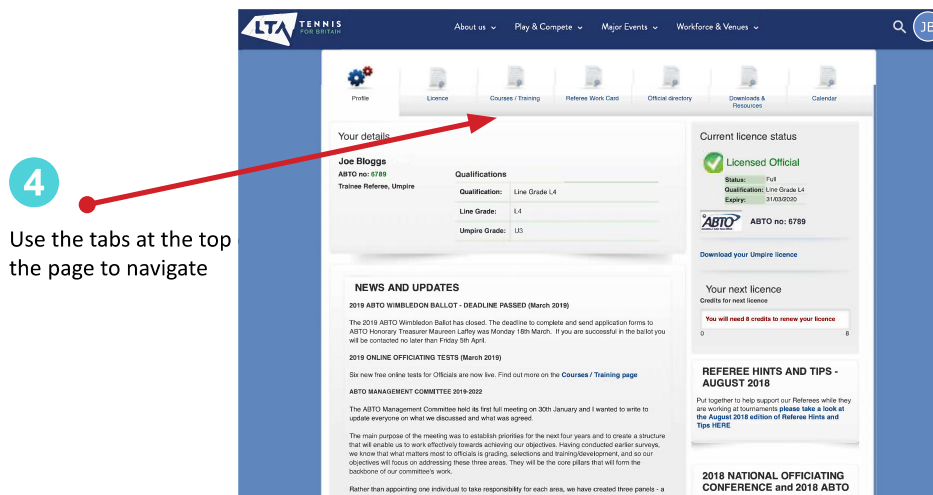 LTA TENNIS
FOR BRITAIN
About us Play & Compete Major Events Workforce & Venues
JB
Profile Licence Courses / Training Referee Work Card Official directory Downloads & Resources Calendar
4
Use the tabs at the top
the page to navigate
Your details
Joe Bloggs
ABTO no: 6789
Trainee Referee, Umpire
Qualifications
Qualification: Line Grade L4
Line Grade: L4
Umpire Grade: U3
Current licence status
Licensed Official
Status: Full
Qualification: Line Grade L4
Expiry: 31/03/2020
ABTO ABTO no: 6789
Download your Umpire licence
Your next licence
Credits for next licence
You will need 8 credits to renew your licence
0 8
NEWS AND UPDATES
2019 ABTO WIMBLEDON BALLOT - DEADLINE PASSED (March 2019)
The 2019 ABTO Wimbledon Ballot has closed. The deadline to complete and send application forms to
ABTO Honorary Treasurer Maureen Laffey was Monday 18th March. If you are successful in the ballot you
will be contacted no later than Friday 5th April.
2019 ONLINE OFFICIATING TESTS (March 2019)
Six new free online tests for Officials are now live. Find out more on the Courses / Training page
ABTO MANAGEMENT COMMITTEE 2019-2022
The ABTO Management Committee held its first full meeting on 30th January and I wanted to write to
update everyone on what we discussed and what was agreed.
The main purpose of the meeting was to establish priorities for the next four years and to create a structure
that will enable us to work effectively towards achieving our objectives. Having conducted earlier surveys,
we know that what matters most to officials is grading, selections and training/development, and so our
objectives will focus on addressing these three areas. They will be the core pillars that will form the
backbone of our committee's work.
Rather than appointing one individual to take responsibility for each area, we have created three panels - a
REFEREE HINTS AND TIPS -
AUGUST 2018
Put together to help support our Referees while they
are working at tournaments please take a look at
the August 2018 edition of Referee Hints and
Tips HERE
2018 NATIONAL OFFICIATING
CONFERENCE and 2018 ABTO